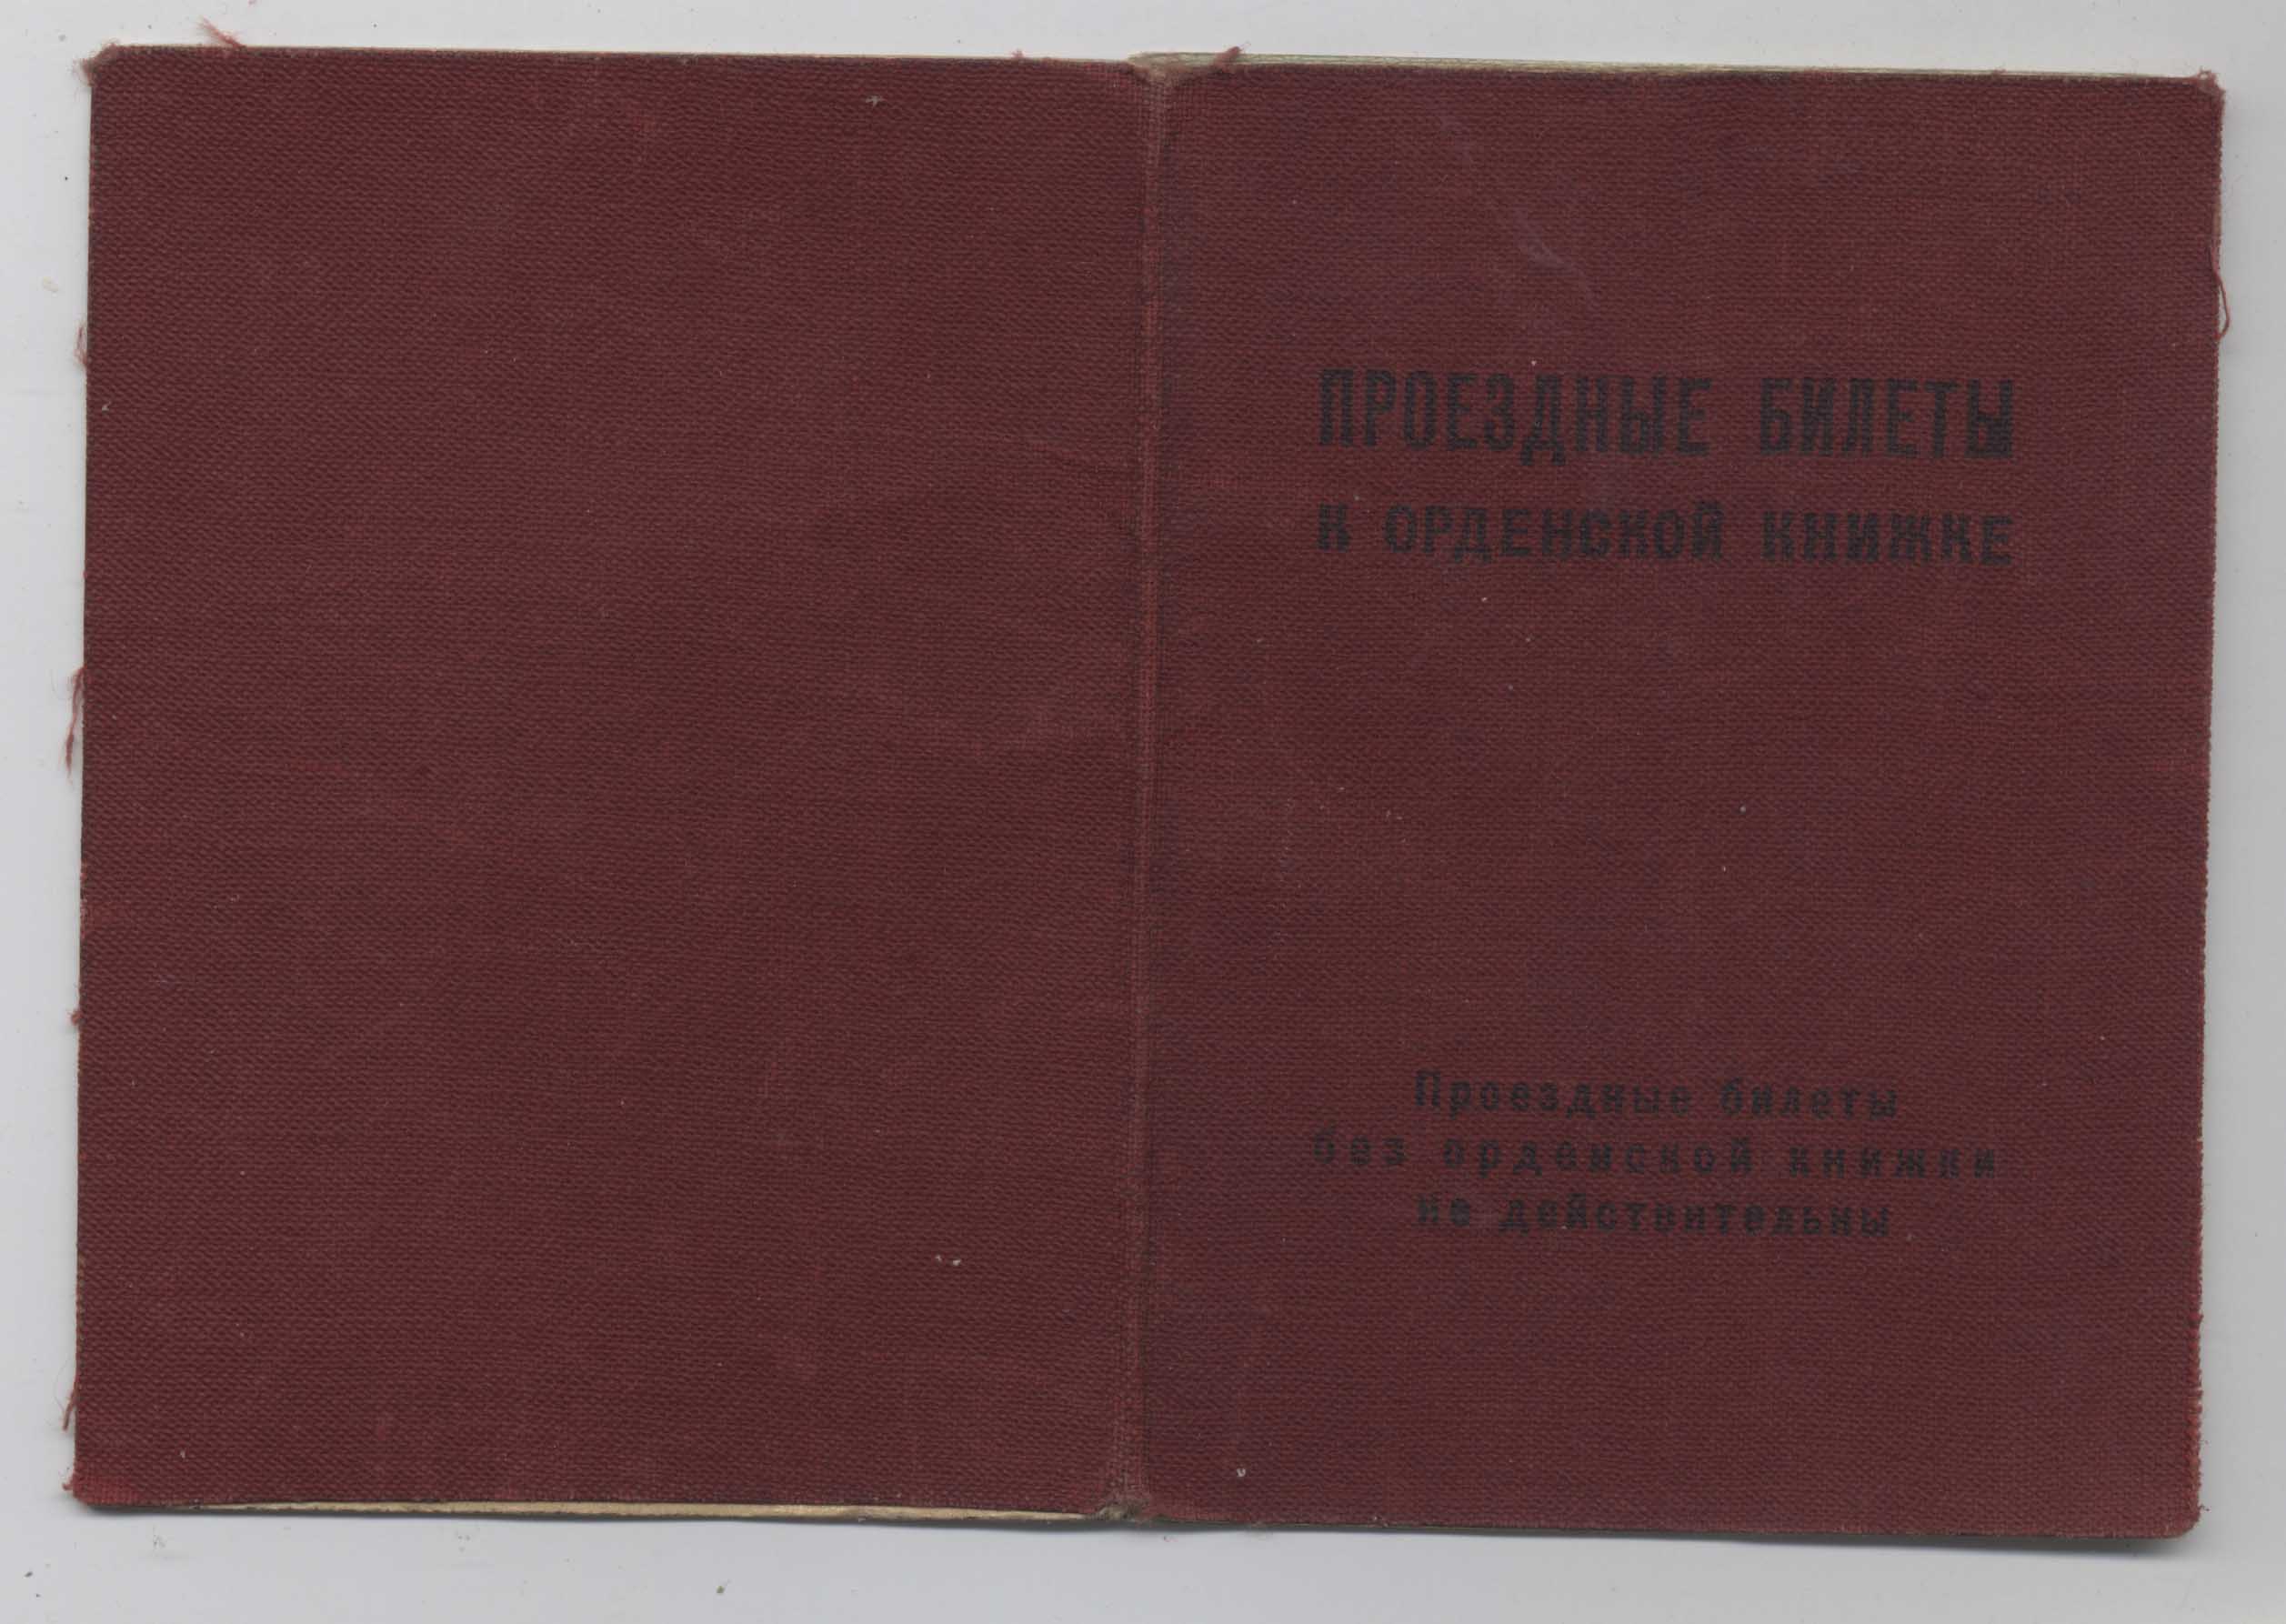 ПРОЕЗДНЫЕ БИЛЕТЫ
К ОРДЕНСКОЙ КНИЖКЕ
Проездные билеты
без орденской книжки
не действительны